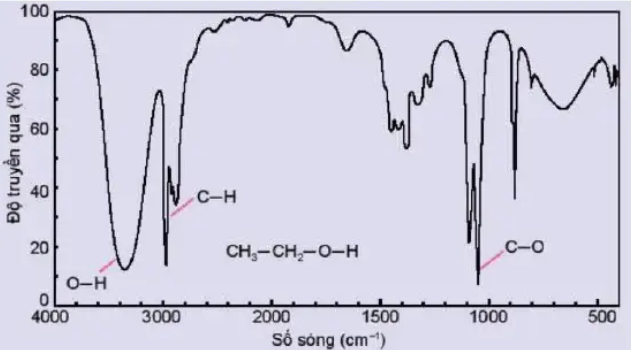 Độ truyền qua (%)
100
80
60
40
20
0
C–H
CH₃–CH₂–O–H
C–O
O–H
4000 3000 2000 1500 1000 500
Số sóng (cm⁻¹)